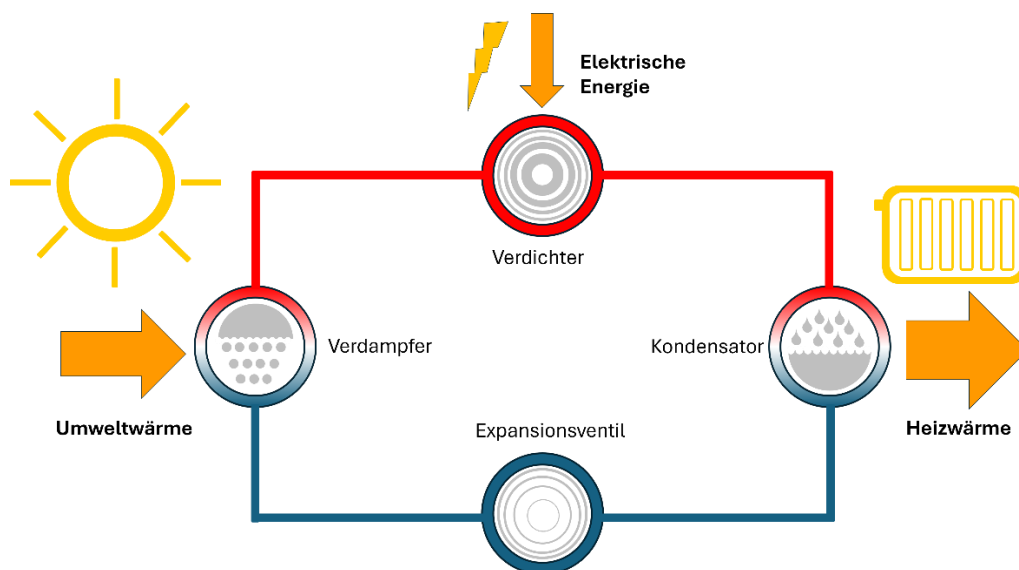 Elektrische
Energie
Verdichter
Verdampfer
Kondensator
Umweltwärme
Expansionsventil
Heizwärme